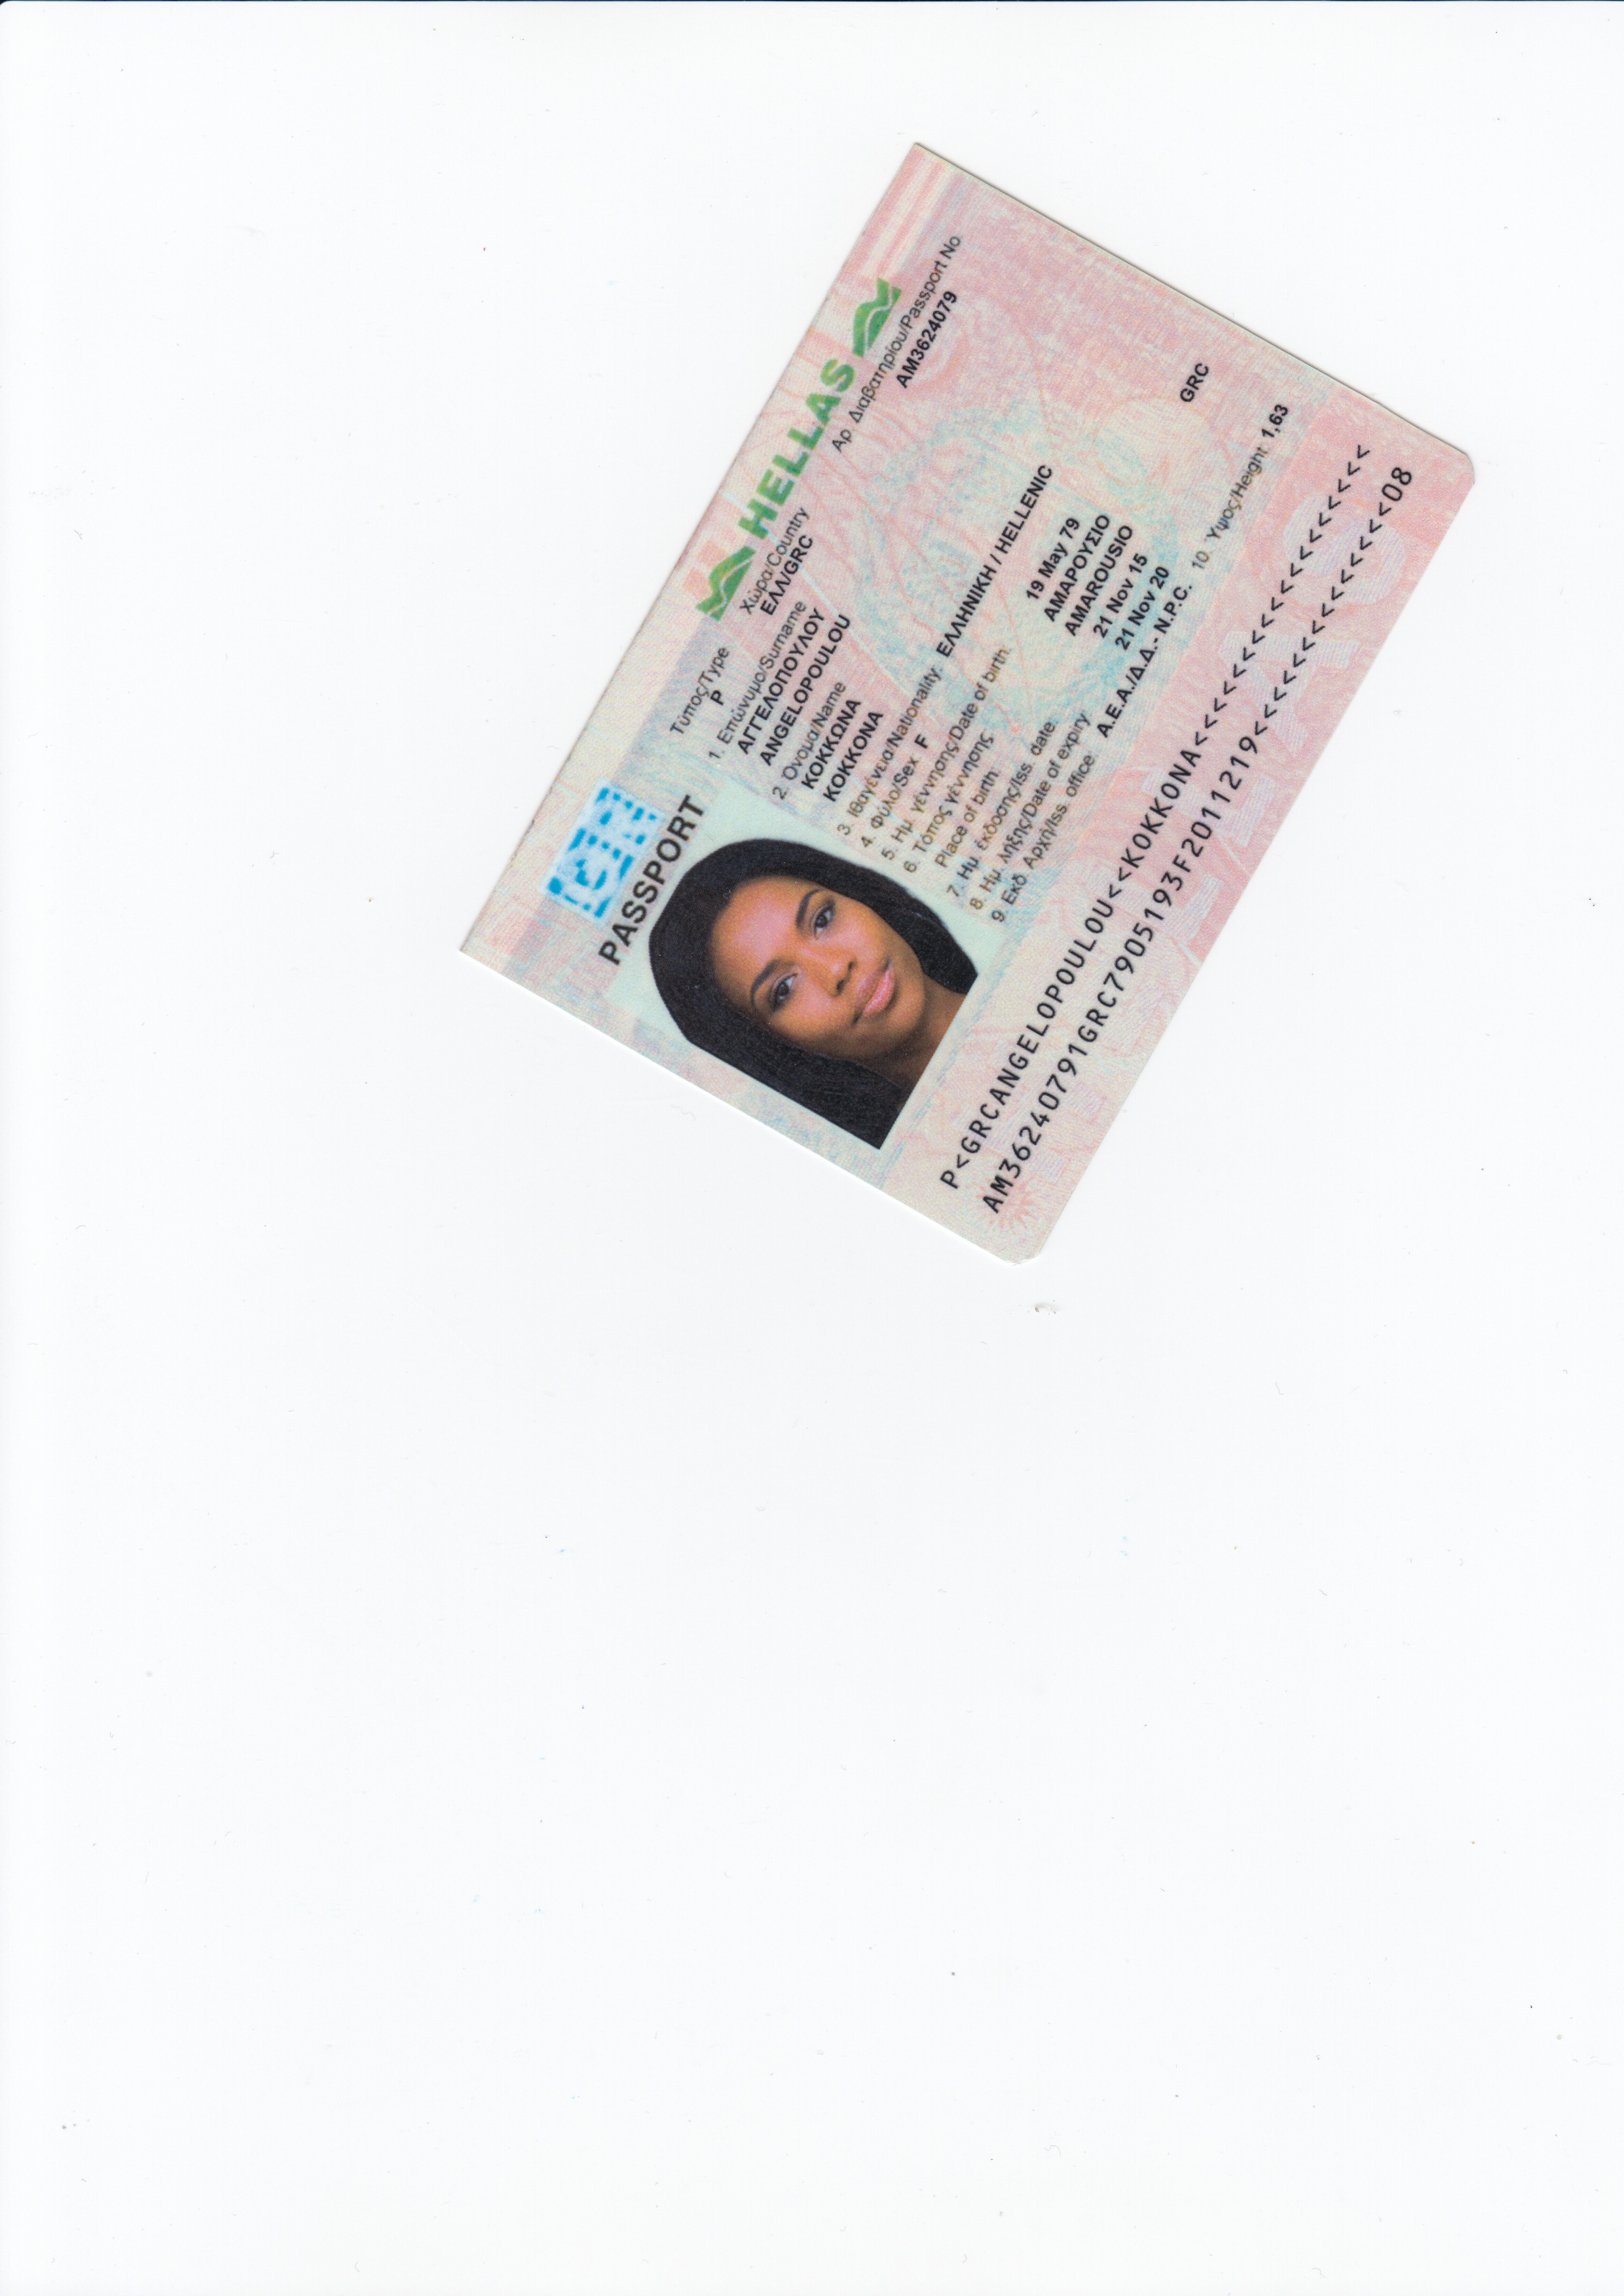 HELLAS
PASSPORT
Τύπος/Type
P
Χώρα/Country
ΕΛΛ/GRC
Αρ Διαβατηρίου/Passport No
AM3624079
1. Επώνυμο/Surname
ΑΓΓΕΛΟΠΟΥΛΟΥ
ANGELOPOULOU
2. Όνομα/Name
ΚΟΚΚΩΝΑ
KOKKONA
3. Ιθαγένεια/Nationality ΕΛΛΗΝΙΚΗ / HELLENIC
4. Φύλο/Sex F
5. Ημ. γέννησης/Date of birth. 19 May 79
6. Τόπος γέννησης ΑΜΑΡΟΥΣΙΟ
Place of birth. AMAROUSIO
7. Ημ έκδοσης/Iss. date. 21 Nov 15
8. Ημ. λήξης/Date of expiry 21 Nov 20
GRC
9. Εκδ. Αρχή/Iss. office Α.Ε.Α./Δ.Δ.- N.P.C. 10 Ύψος/Height 1,63
P<GRCANGELOPOULOU<<KOKKONA<<<<<<<<<<<<<<<<<<
AM36240791GRC7905193F2011219<<<<<<<<<<<<<<08